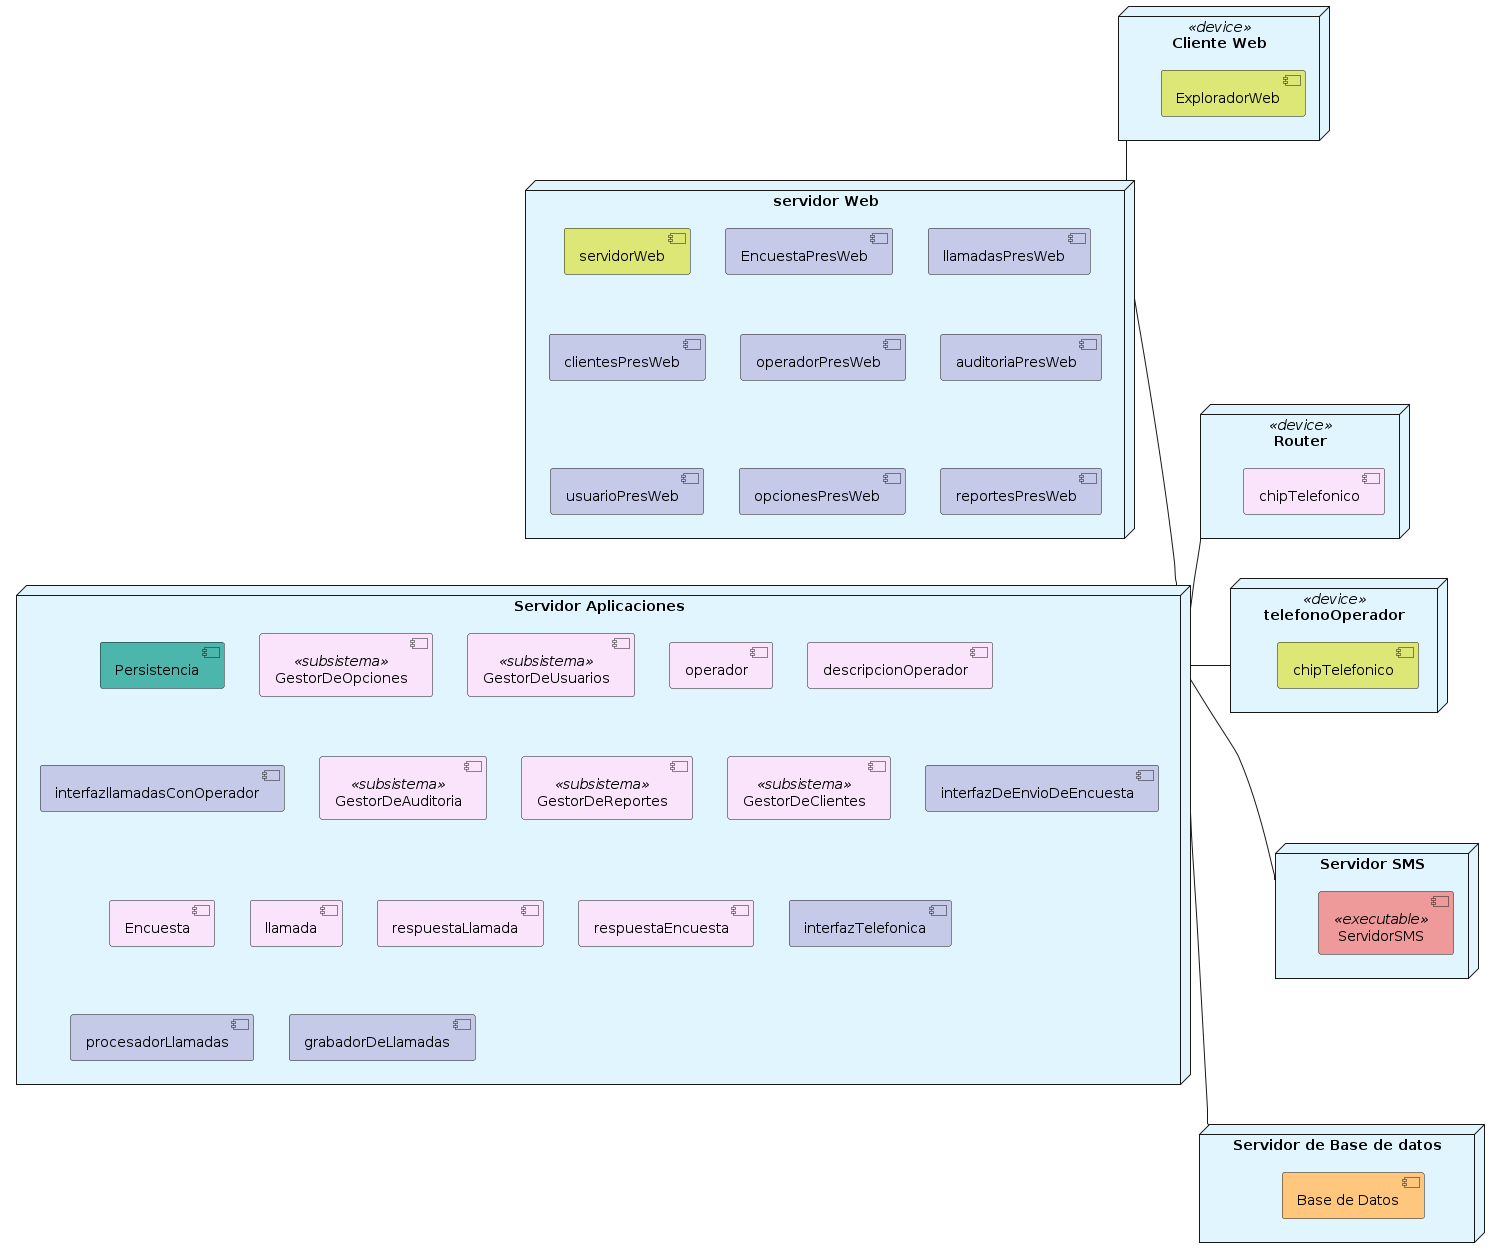 «device»
Cliente Web
ExploradorWeb
servidor Web
servidorWeb
EncuestaPresWeb
llamadasPresWeb
clientesPresWeb
operadorPresWeb
auditoriaPresWeb
usuarioPresWeb
opcionesPresWeb
reportesPresWeb
«device»
Router
chipTelefonico
«device»
telefonoOperador
chipTelefonico
Servidor Aplicaciones
Persistencia
«subsistema»
GestorDeOpciones
«subsistema»
GestorDeUsuarios
operador
descripcionOperador
interfazllamadasConOperador
«subsistema»
GestorDeAuditoria
«subsistema»
GestorDeReportes
«subsistema»
GestorDeClientes
interfazDeEnvioDeEncuesta
Encuesta
llamada
respuestaLlamada
respuestaEncuesta
interfazTelefonica
procesadorLlamadas
grabadorDeLlamadas
Servidor SMS
«executable»
ServidorSMS
Servidor de Base de datos
Base de Datos